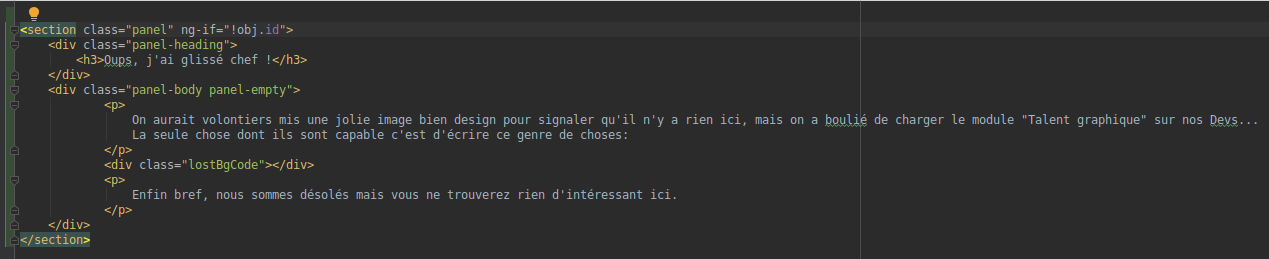 <section class="panel" ng-if="!obj.id">
<div class="panel-heading">
<h3>Oups, j'ai glissé chef !</h3>
</div>
<div class="panel-body panel-empty">
<p>
On aurait volontiers mis une jolie image bien design pour signaler qu'il n'y a rien ici, mais on a boulié de charger le module "Talent graphique" sur nos Devs...
La seule chose dont ils sont capable c'est d'écrire ce genre de choses:
</p>
<div class="lostBgCode"></div>
<p>
Enfin bref, nous sommes désolés mais vous ne trouverez rien d'intéressant ici.
</p>
</div>
</section>